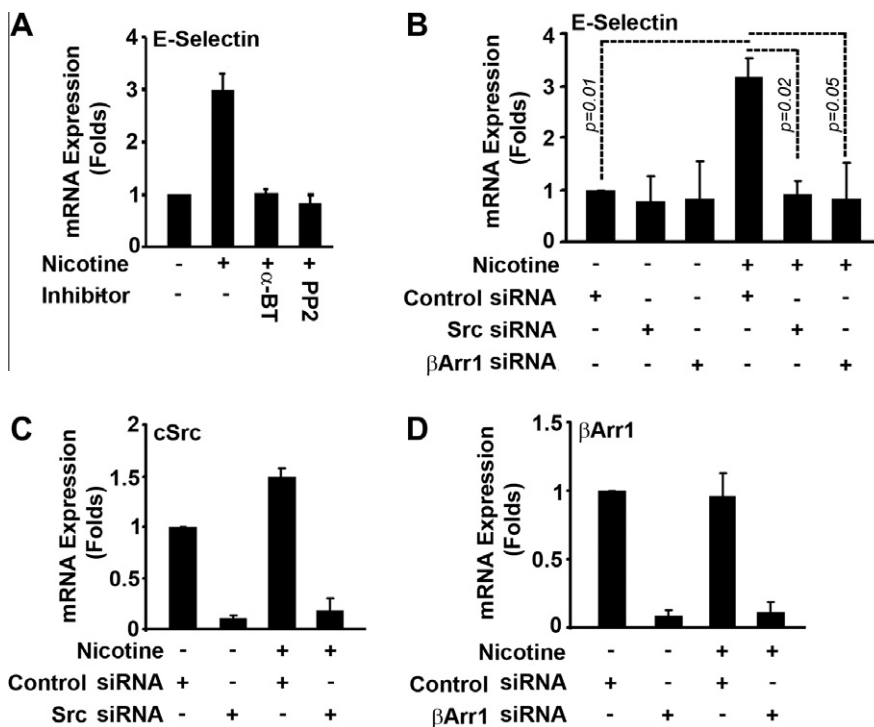 A
E-Selectin
mRNA Expression
(Folds)
4
3
2
1
0
Nicotine - + + +
Inhibitor - - α-BT PP2
B
E-Selectin
mRNA Expression
(Folds)
4
3
2
1
0
p=0.01
p=0.02
p=0.05
Nicotine - - - + + +
Control siRNA + - - + - -
Src siRNA - + - - + -
βArr1 siRNA - - + - - +
C
cSrc
mRNA Expression
(Folds)
2
1.5
1
0.5
0
Nicotine - - + +
Control siRNA + - + -
Src siRNA - + - +
D
βArr1
mRNA Expression
(Folds)
1.5
1
0.5
0
Nicotine - - + +
Control siRNA + - + -
βArr1 siRNA - + - +